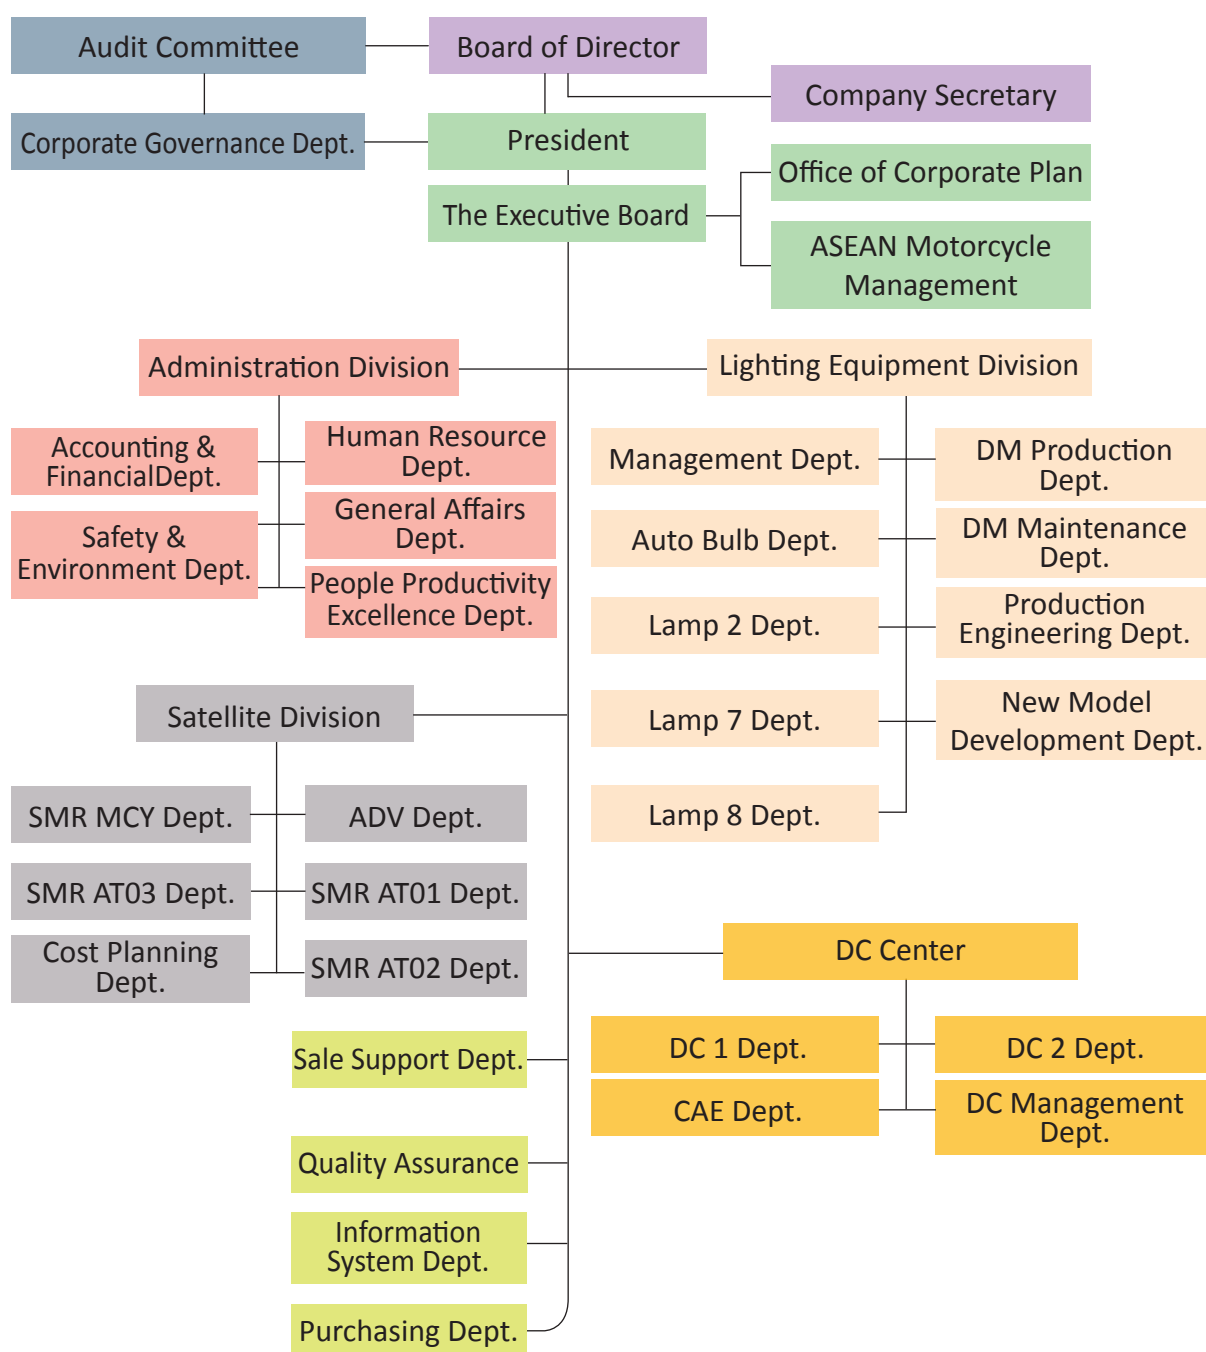 Audit Committee
Board of Director
Company Secretary
Corporate Governance Dept.
President
Office of Corporate Plan
The Executive Board
ASEAN Motorcycle
Management
Administration Division
Lighting Equipment Division
Accounting &
FinancialDept.
Human Resource
Dept.
Safety &
Environment Dept.
General Affairs
Dept.
People Productivity
Excellence Dept.
Management Dept.
DM Production
Dept.
Auto Bulb Dept.
DM Maintenance
Dept.
Lamp 2 Dept.
Production
Engineering Dept.
Lamp 7 Dept.
New Model
Development Dept.
Lamp 8 Dept.
Satellite Division
SMR MCY Dept.
ADV Dept.
SMR AT03 Dept.
SMR AT01 Dept.
Cost Planning
Dept.
SMR AT02 Dept.
DC Center
DC 1 Dept.
DC 2 Dept.
CAE Dept.
DC Management
Dept.
Sale Support Dept.
Quality Assurance
Information
System Dept.
Purchasing Dept.